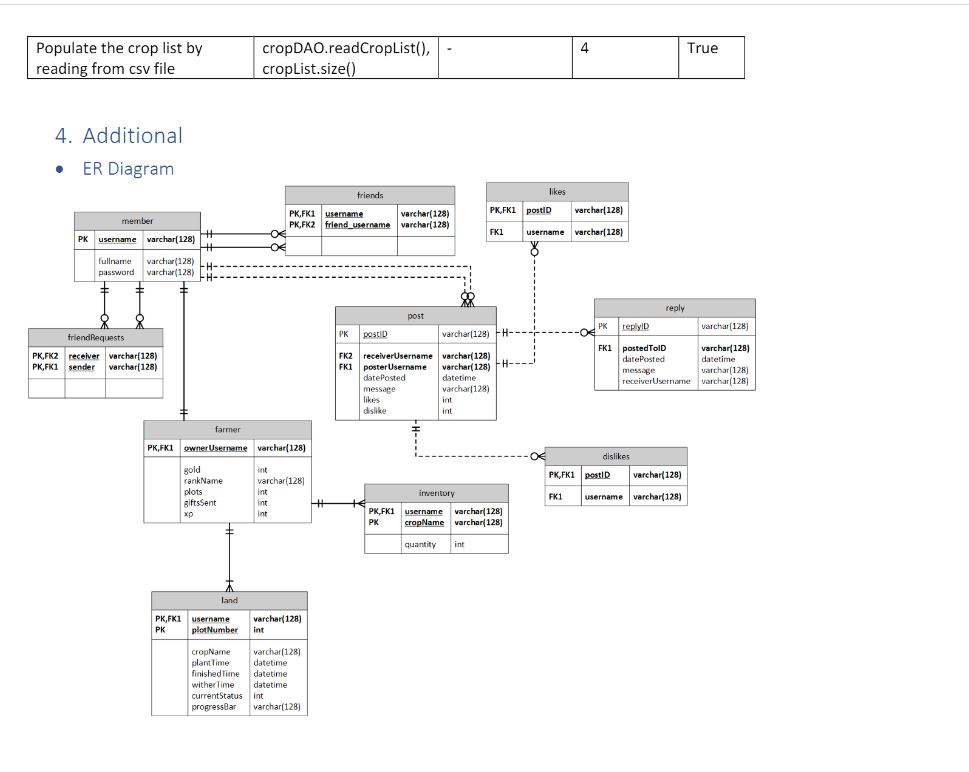 Populate the crop list by reading from csv file
cropDAO.readCropList(), cropList.size()
-
4
True
4. Additional
• ER Diagram
friends
PK,FK1 username varchar(128)
PK,FK2 friend_username varchar(128)
likes
PK,FK1 postID varchar(128)
FK1 username varchar(128)
member
PK username varchar(128)
fullname varchar(128)
password varchar(128)
friendRequests
PK,FK2 receiver varchar(128)
PK,FK1 sender varchar(128)
post
PK postID varchar(128)
FK2 receiverUsername varchar(128)
FK1 posterUsername varchar(128)
datePosted datetime
message varchar(128)
likes int
dislike int
reply
PK replyID varchar(128)
FK1 postedToID varchar(128)
datePosted datetime
message varchar(128)
receiverUsername varchar(128)
farmer
PK,FK1 ownerUsername varchar(128)
gold int
rankName varchar(128)
plots int
giftsSent int
xp int
dislikes
PK,FK1 postID varchar(128)
FK1 username varchar(128)
inventory
PK,FK1 username varchar(128)
PK cropName varchar(128)
quantity int
land
PK,FK1 username varchar(128)
PK plotNumber int
cropName varchar(128)
plantTime datetime
finishedTime datetime
witherTime datetime
currentStatus int
progressBar varchar(128)